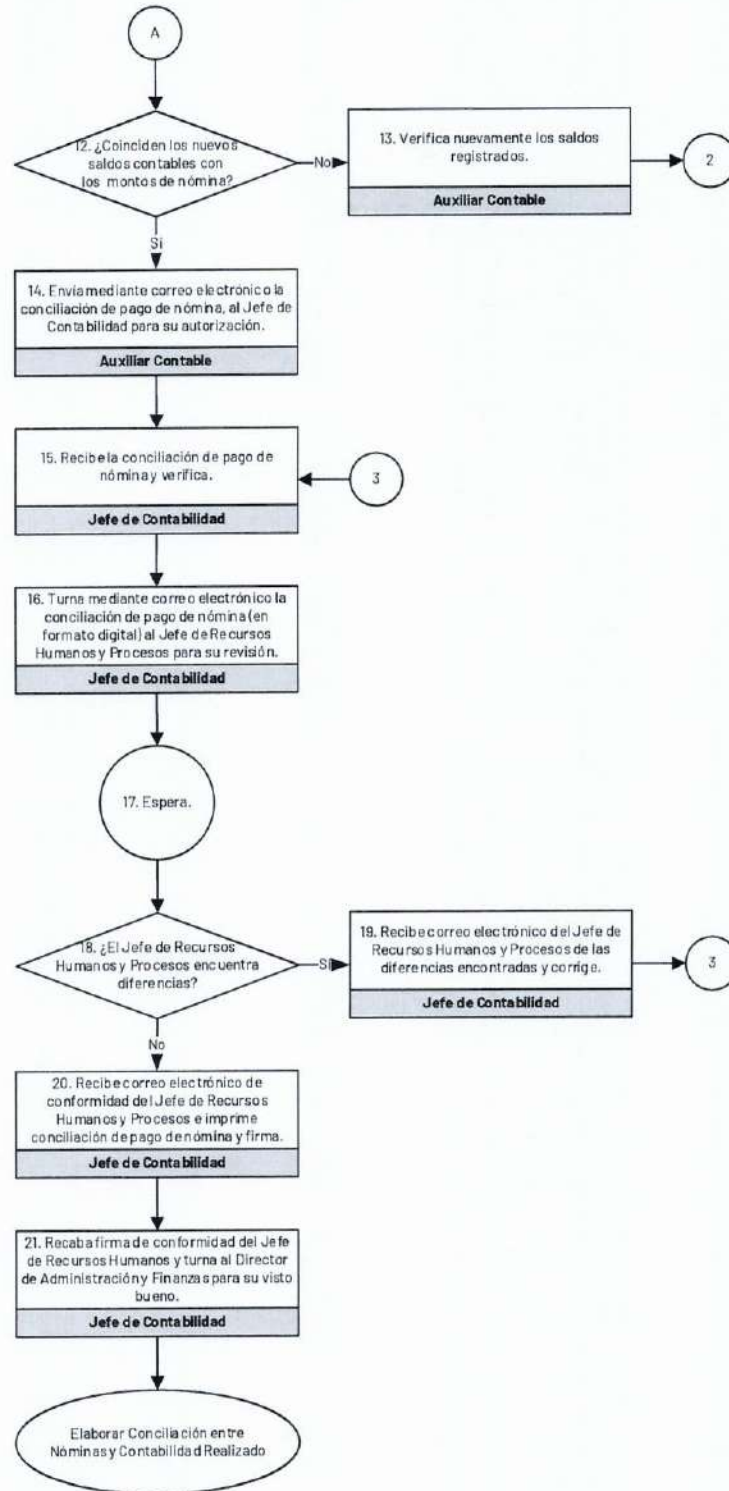 A
12. ¿Coinciden los nuevos
saldos contables con
los montos de nómina?
No
13. Verifica nuevamente los saldos
registrados.
Auxiliar Contable
2
Si
14. Envía mediante correo electrónico la
conciliación de pago de nómina, al Jefe de
Contabilidad para su autorización.
Auxiliar Contable
15. Recibe la conciliación de pago de
nómina y verifica.
Jefe de Contabilidad
3
16. Turna mediante correo electrónico la
conciliación de pago de nómina (en
formato digital) al Jefe de Recursos
Humanos y Procesos para su revisión.
Jefe de Contabilidad
17. Espera.
18. ¿El Jefe de Recursos
Humanos y Procesos encuentra
diferencias?
Sí
19. Recibe correo electrónico del Jefe de
Recursos Humanos y Procesos de las
diferencias encontradas y corrige.
Jefe de Contabilidad
3
No
20. Recibe correo electrónico de
conformidad del Jefe de Recursos
Humanos y Procesos e imprime
conciliación de pago de nómina y firma.
Jefe de Contabilidad
21. Recaba firma de conformidad del Jefe
de Recursos Humanos y turna al Director
de Administración y Finanzas para su visto
bueno.
Jefe de Contabilidad
Elaborar Conciliación entre
Nóminas y Contabilidad Realizado